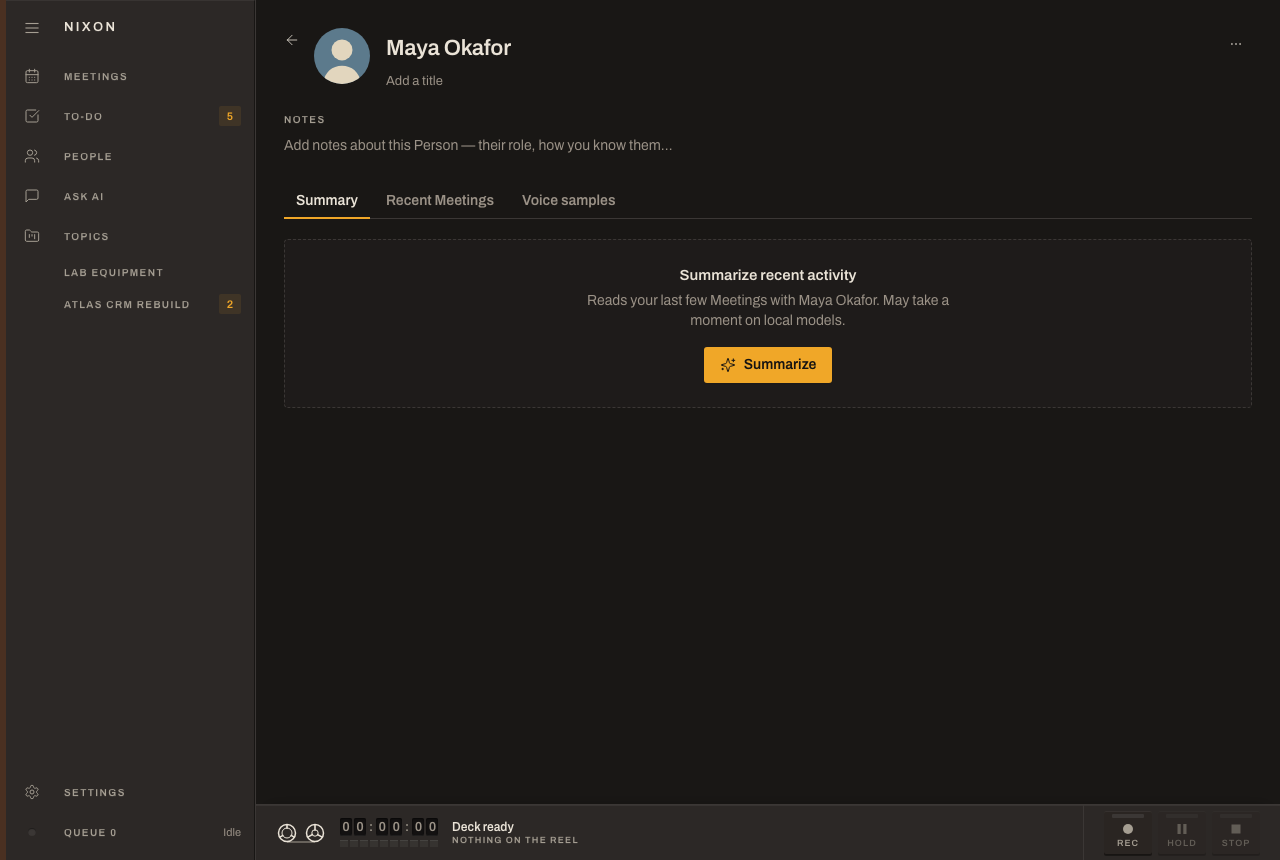 NIXON
MEETINGS
TO-DO 5
PEOPLE
ASK AI
TOPICS
LAB EQUIPMENT
ATLAS CRM REBUILD 2
SETTINGS
QUEUE 0 Idle
Maya Okafor
Add a title
NOTES
Add notes about this Person — their role, how you know them...
Summary Recent Meetings Voice samples
Summarize recent activity
Reads your last few Meetings with Maya Okafor. May take a
moment on local models.
Summarize
00:00:00
Deck ready
NOTHING ON THE REEL
REC HOLD STOP